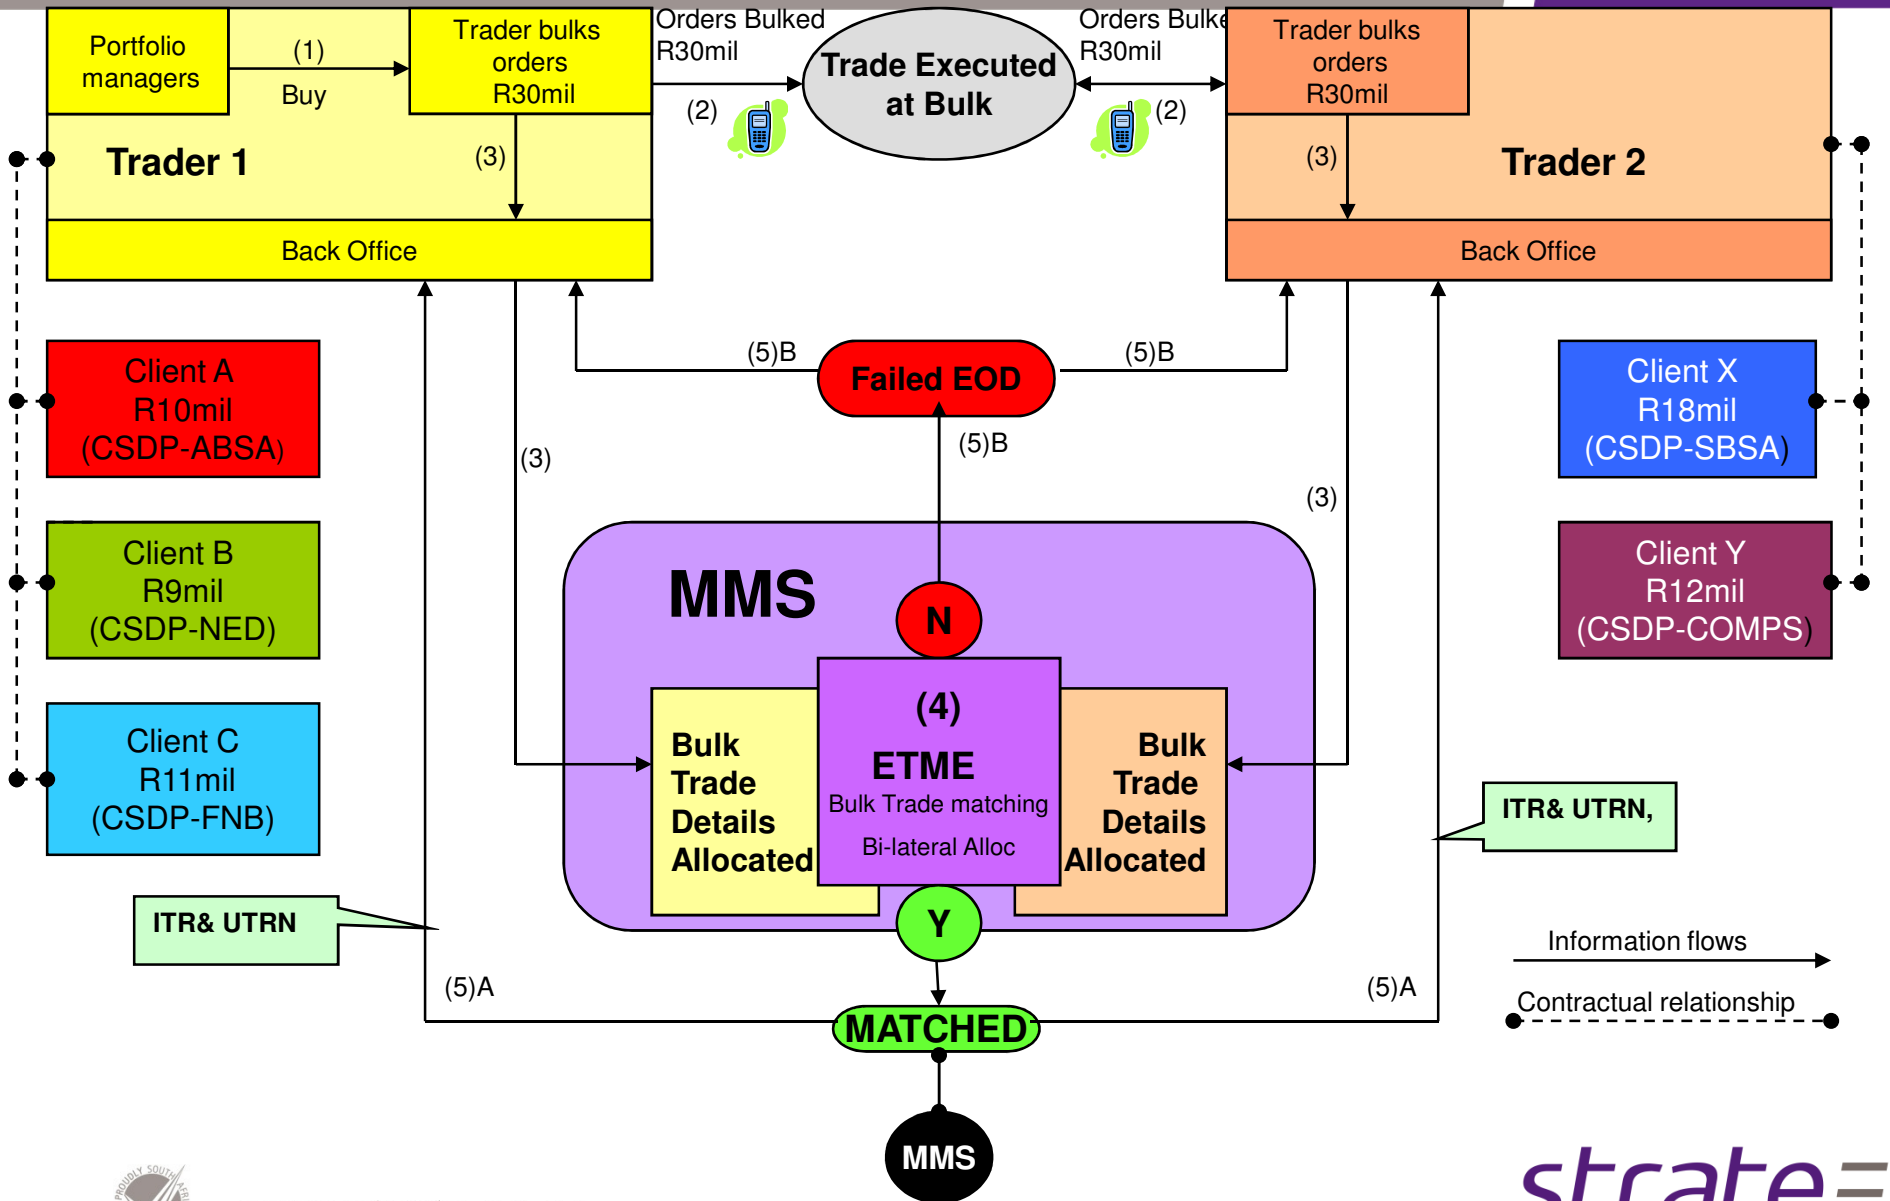 Portfolio
managers
(1)
Buy
Trader bulks
orders
R30mil
Orders Bulked
R30mil
(2)
Trade Executed
at Bulk
Orders Bulke
R30mil
(2)
Trader bulks
orders
R30mil
Trader 1
(3)
(3)
Trader 2
Back Office
Back Office
(5)B
(5)B
Failed EOD
(5)B
Client A
R10mil
(CSDP-ABSA)
(3)
(3)
Client X
R18mil
(CSDP-SBSA)
Client B
R9mil
(CSDP-NED)
MMS
N
Client Y
R12mil
(CSDP-COMPS)
Client C
R11mil
(CSDP-FNB)
Bulk
Trade
Details
Allocated
(4)
ETME
Bulk Trade matching
Bi-lateral Alloc
Bulk
Trade
Details
Allocated
ITR& UTRN,
ITR& UTRN
Y
Information flows
(5)A
(5)A
Contractual relationship
MATCHED
MMS
PROUDLY SOUTH
strate